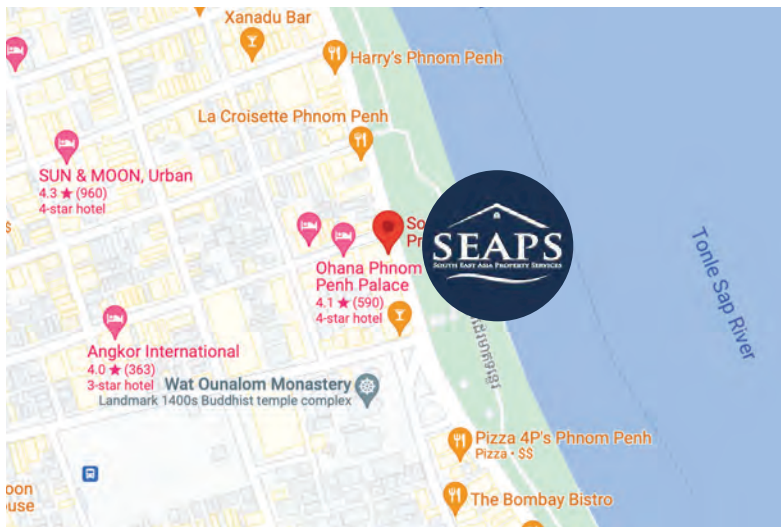 Xanadu Bar
Harry's Phnom Penh
La Croisette Phnom Penh
SUN & MOON, Urban
4.3 ★ (960)
4-star hotel
$
So
Pr
SEAPS
SOUTH EAST ASIA PROPERTY SERVICES
Ohana Phnom
Penh Palace
4.1 ★ (590)
4-star hotel
Tonle Sap River
Angkor International
4.0 ★ (363)
3-star hotel
Wat Ounalom Monastery
Landmark 1400s Buddhist temple complex
Pizza 4P's Phnom Penh
Pizza • $$
The Bombay Bistro
oon
ouse